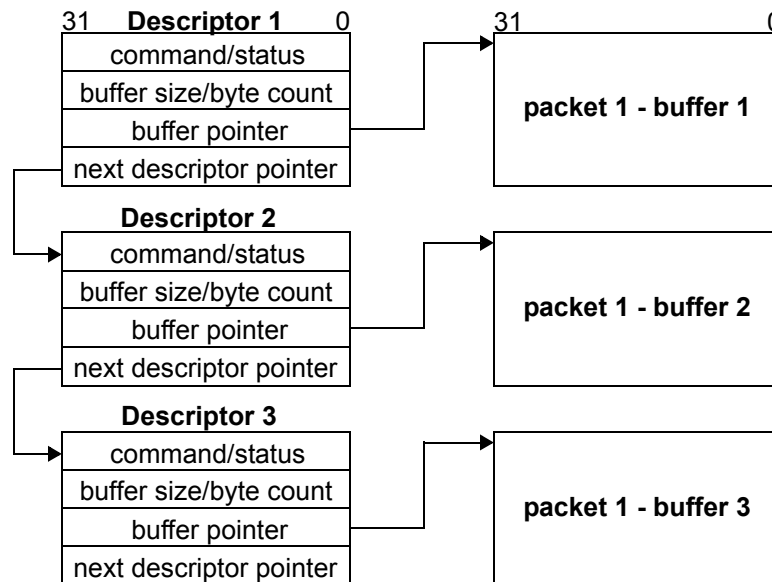 31 Descriptor 1 0
command/status
buffer size/byte count
buffer pointer
next descriptor pointer
31 0
packet 1 - buffer 1
Descriptor 2
command/status
buffer size/byte count
buffer pointer
next descriptor pointer
packet 1 - buffer 2
Descriptor 3
command/status
buffer size/byte count
buffer pointer
next descriptor pointer
packet 1 - buffer 3